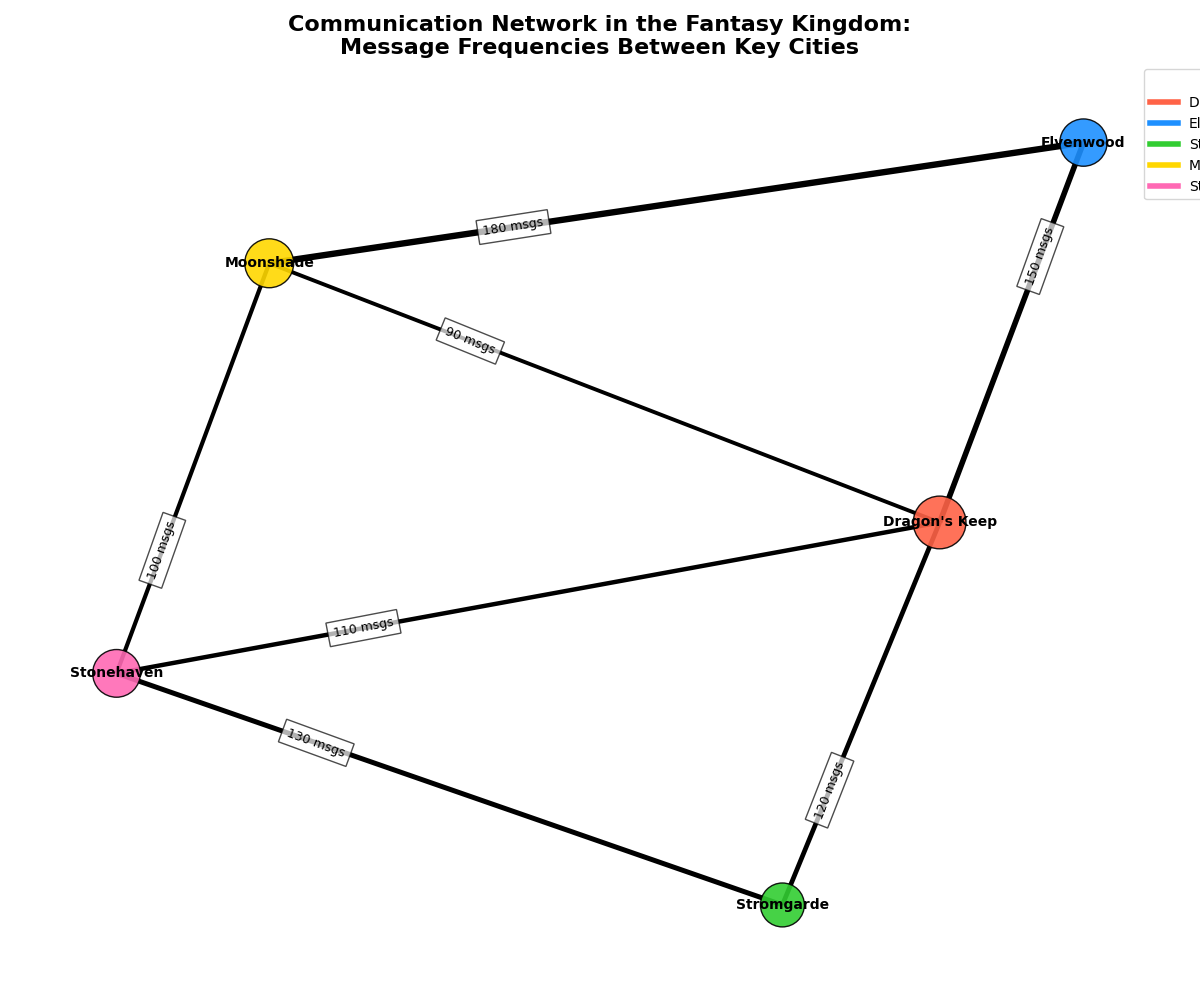 Communication Network in the Fantasy Kingdom:
Message Frequencies Between Key Cities
D
El
St
M
St
Elvenwood
180 msgs
150 msgs
Moonshade
90 msgs
Dragon's Keep
100 msgs
110 msgs
Stonehaven
130 msgs
120 msgs
Stromgarde